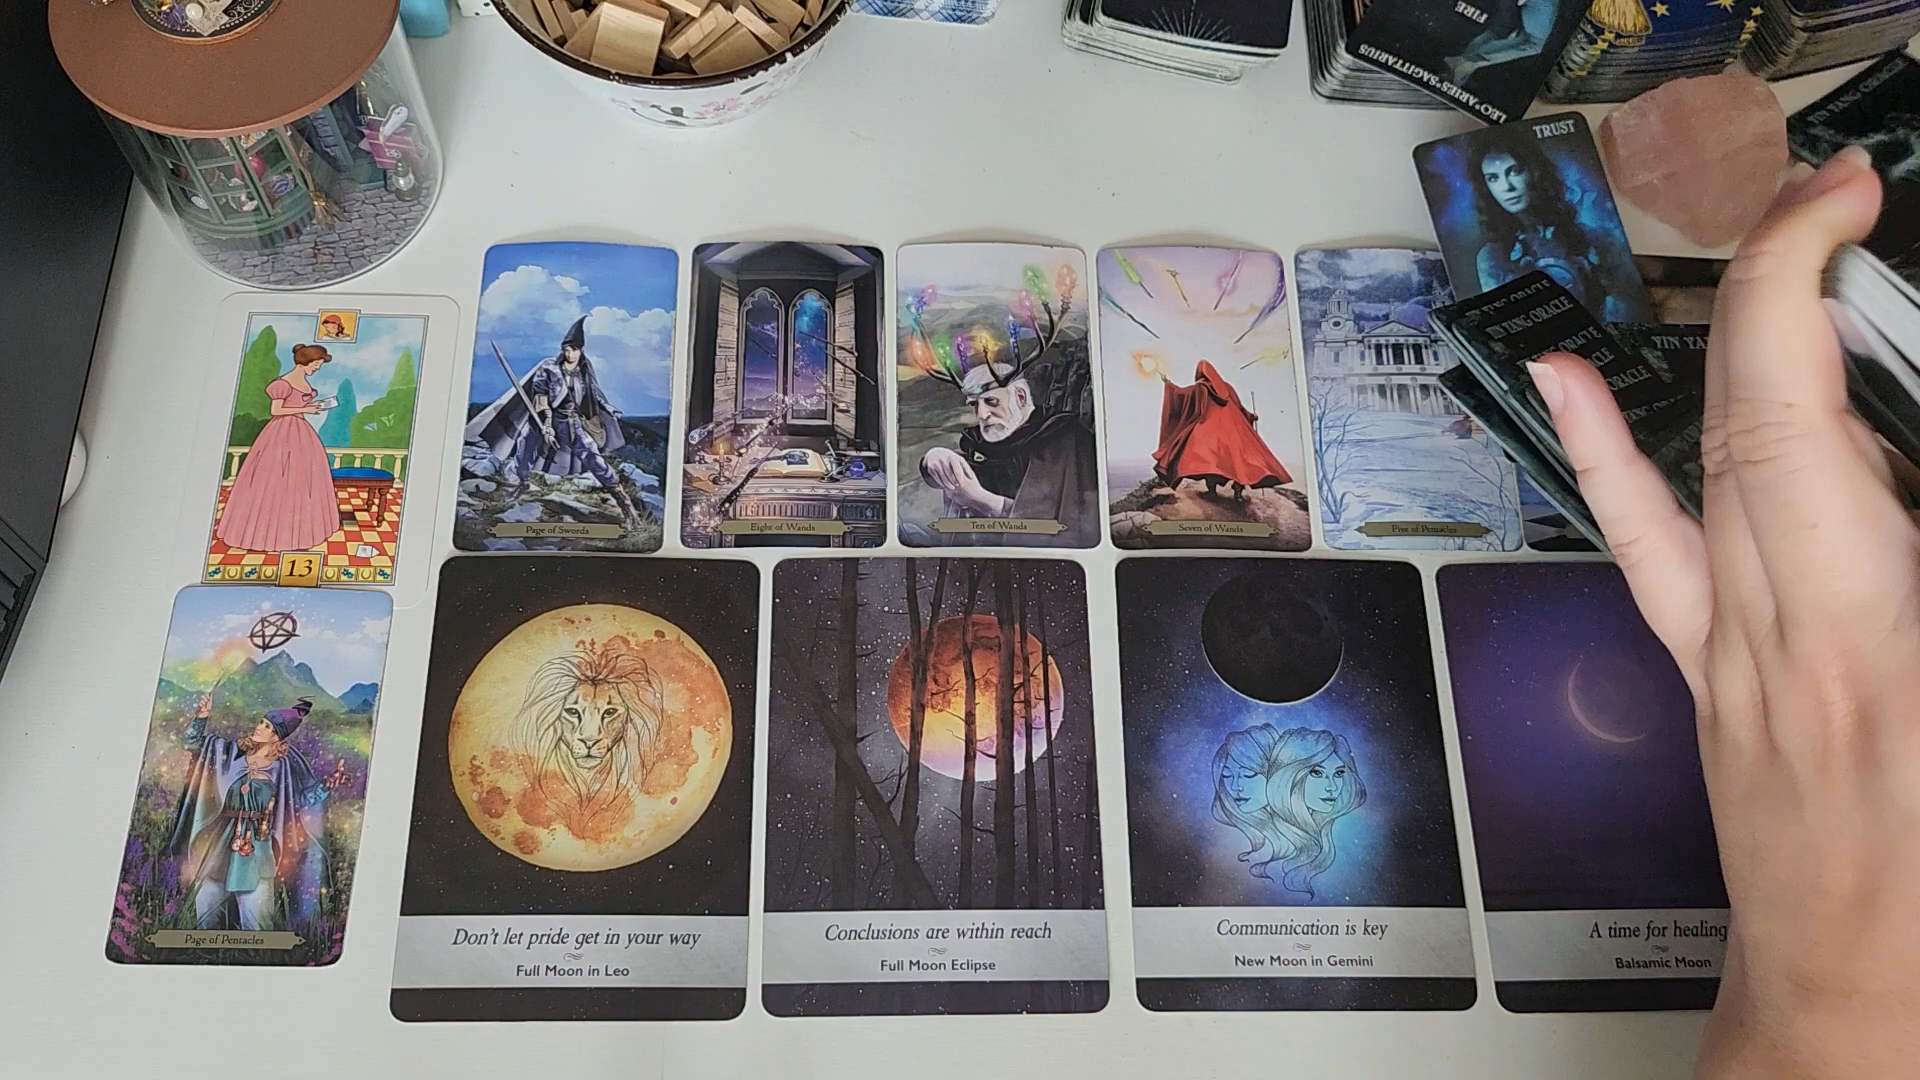 FIRE
LEO*ARIES*SAGITTARIUS
TRUST
YIN YANG ORACLE
YIN YANG ORACLE
ORACLE
ORACLE
YIN YA
13
Page of Swords
Eight of Wands
Ten of Wands
Seven of Wands
Five of Pentacles
Page of Pentacles
Don't let pride get in your way
Full Moon in Leo
Conclusions are within reach
Full Moon Eclipse
Communication is key
New Moon in Gemini
A time for healing
Balsamic Moon